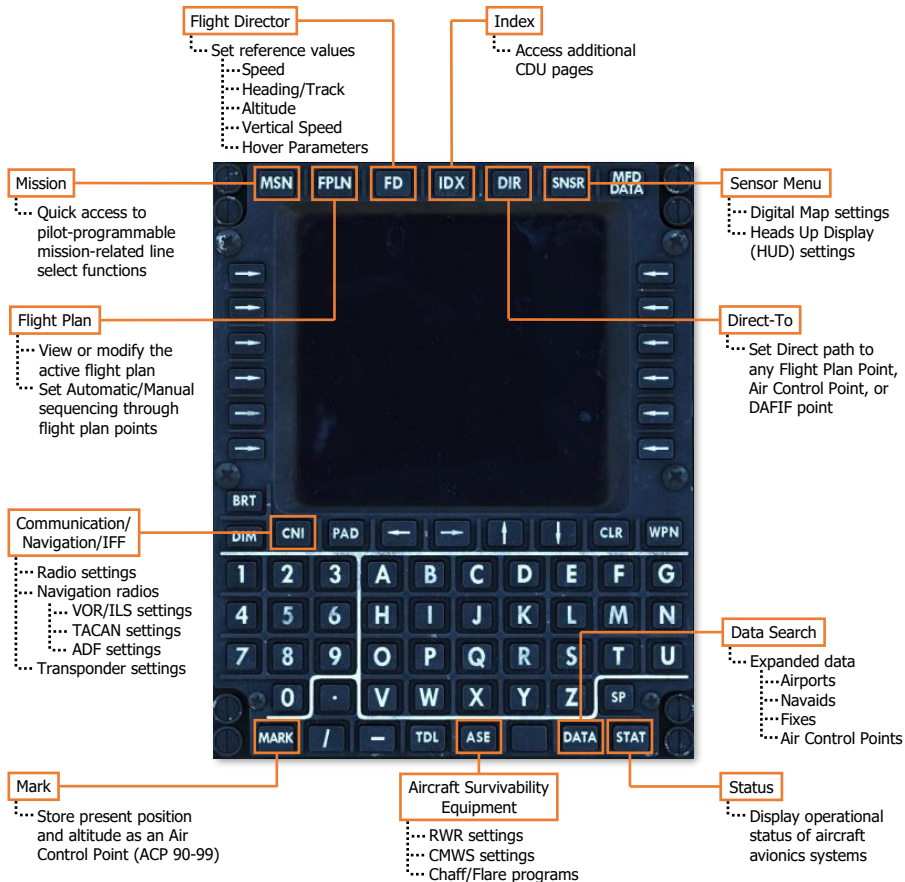 Flight Director
Set reference values
Speed
Heading/Track
Altitude
Vertical Speed
Hover Parameters
Index
Access additional
CDU pages
Mission
Quick access to
pilot-programmable
mission-related line
select functions
Flight Plan
View or modify the
active flight plan
Set Automatic/Manual
sequencing through
flight plan points
Communication/
Navigation/IFF
Radio settings
Navigation radios
VOR/ILS settings
TACAN settings
ADF settings
Transponder settings
Mark
Store present position
and altitude as an Air
Control Point (ACP 90-99)
MSN FPLN FD IDX DIR SNSR MFD
DATA
BRT
DIM CNI PAD ← → ↑ ↓ CLR WPN
1 2 3 A B C D E F G
4 5 6 H I J K L M N
7 8 9 O P Q R S T U
0 · V W X Y Z SP
MARK / – TDL ASE DATA STAT
Sensor Menu
Digital Map settings
Heads Up Display
(HUD) settings
Direct-To
Set Direct path to
any Flight Plan Point,
Air Control Point, or
DAFIF point
Data Search
Expanded data
Airports
Navaids
Fixes
Air Control Points
Aircraft Survivability
Equipment
RWR settings
CMWS settings
Chaff/Flare programs
Status
Display operational
status of aircraft
avionics systems